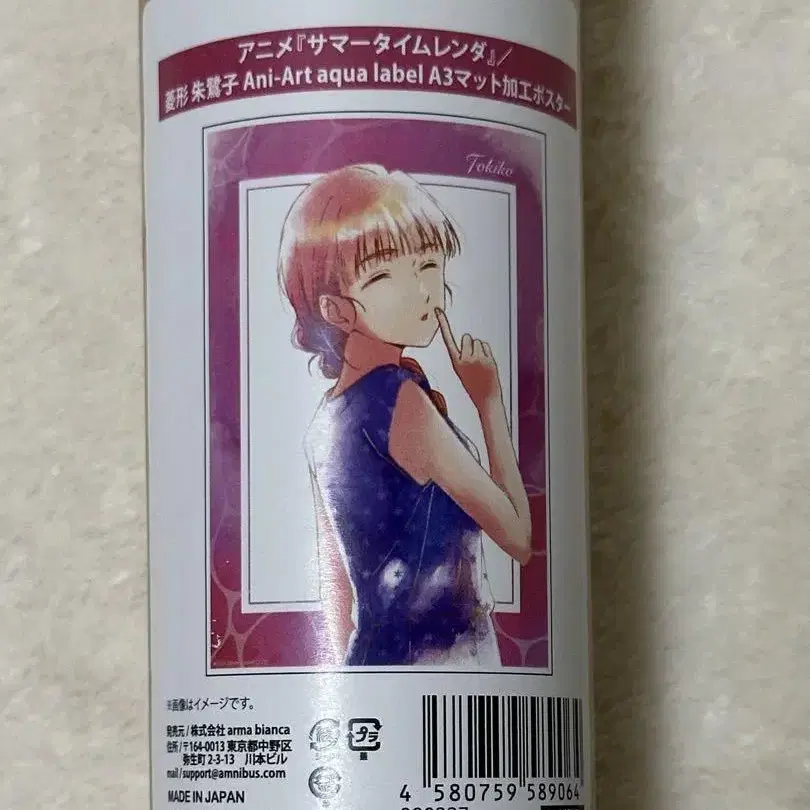 アニメ『サマータイムレンダ』/
菱形 朱鷺子 Ani-Art aqua label A3マット加工ポスター
Tokiko
※画像はイメージです。
発売元/株式会社 arma bianca
住所/〒164-0013 東京都中野区
弥生町2-3-13 川本ビル
mail/support@amnibus.com
MADE IN JAPAN
プラ
4 580759 589064